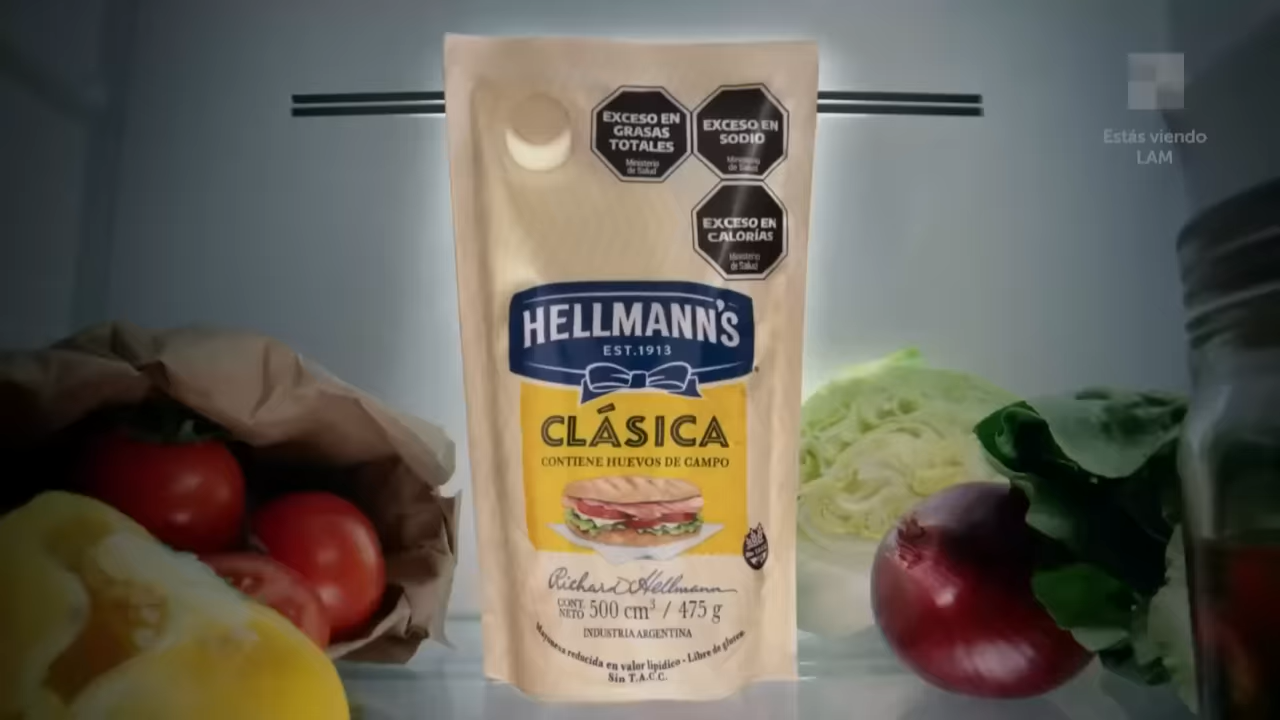 EXCESO EN
GRASAS
TOTALES
Ministerio
de Salud
EXCESO EN
SODIO
Ministerio
de Salud
EXCESO EN
CALORÍAS
Ministerio
de Salud
Estás viendo
LAM
HELLMANN'S
EST.1913
CLÁSICA
CONTIENE HUEVOS DE CAMPO
Richard Hellmann
CONT. NETO 500 cm³ / 475 g
INDUSTRIA ARGENTINA
Mayonesa reducida en valor lipídico - Libre de gluten
Sin T.A.C.C.